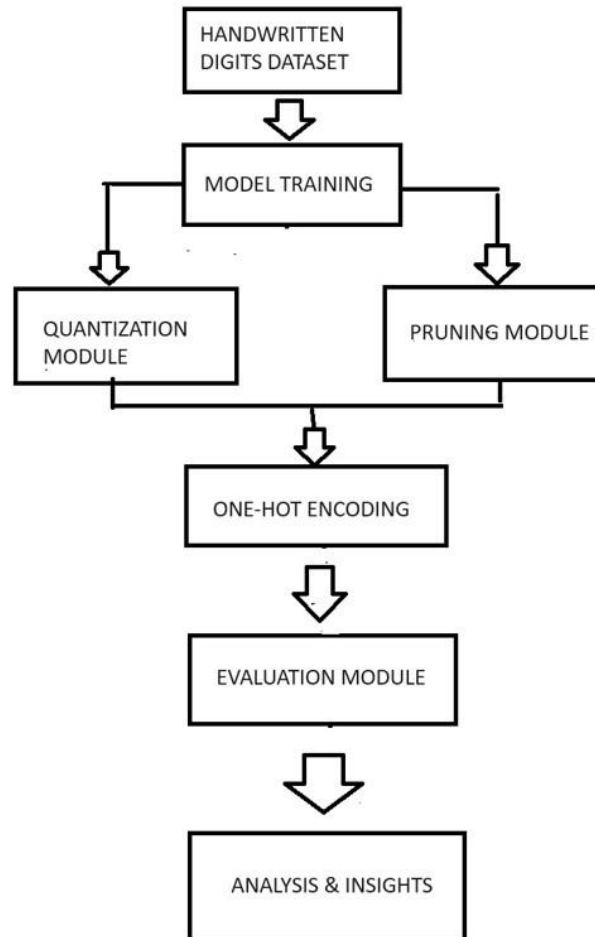 HANDWRITTEN
DIGITS DATASET
MODEL TRAINING
QUANTIZATION
MODULE
PRUNING MODULE
ONE-HOT ENCODING
EVALUATION MODULE
ANALYSIS & INSIGHTS